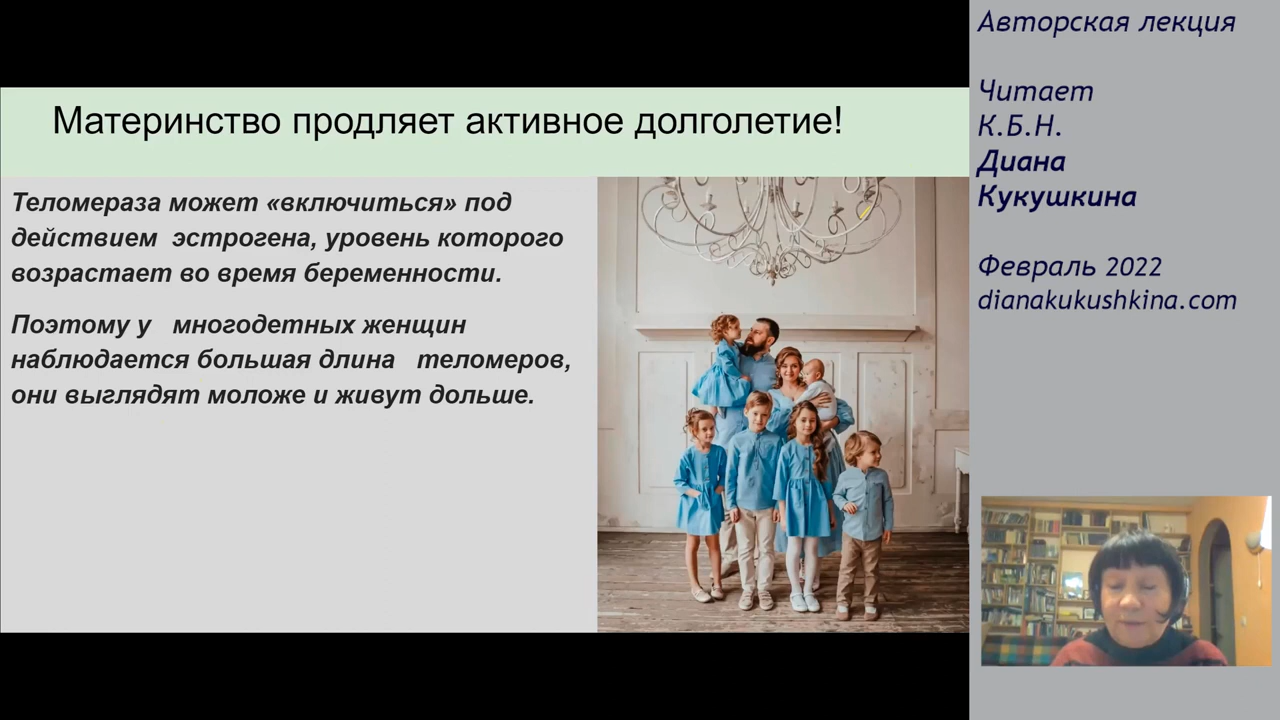 Материнство продляет активное долголетие!
Теломераза может «включиться» под
действием эстрогена, уровень которого
возрастает во время беременности.
Поэтому у многодетных женщин
наблюдается большая длина теломеров,
они выглядят моложе и живут дольше.
Авторская лекция
Читает
К.Б.Н.
Диана
Кукушкина
Февраль 2022
dianakukushkina.com